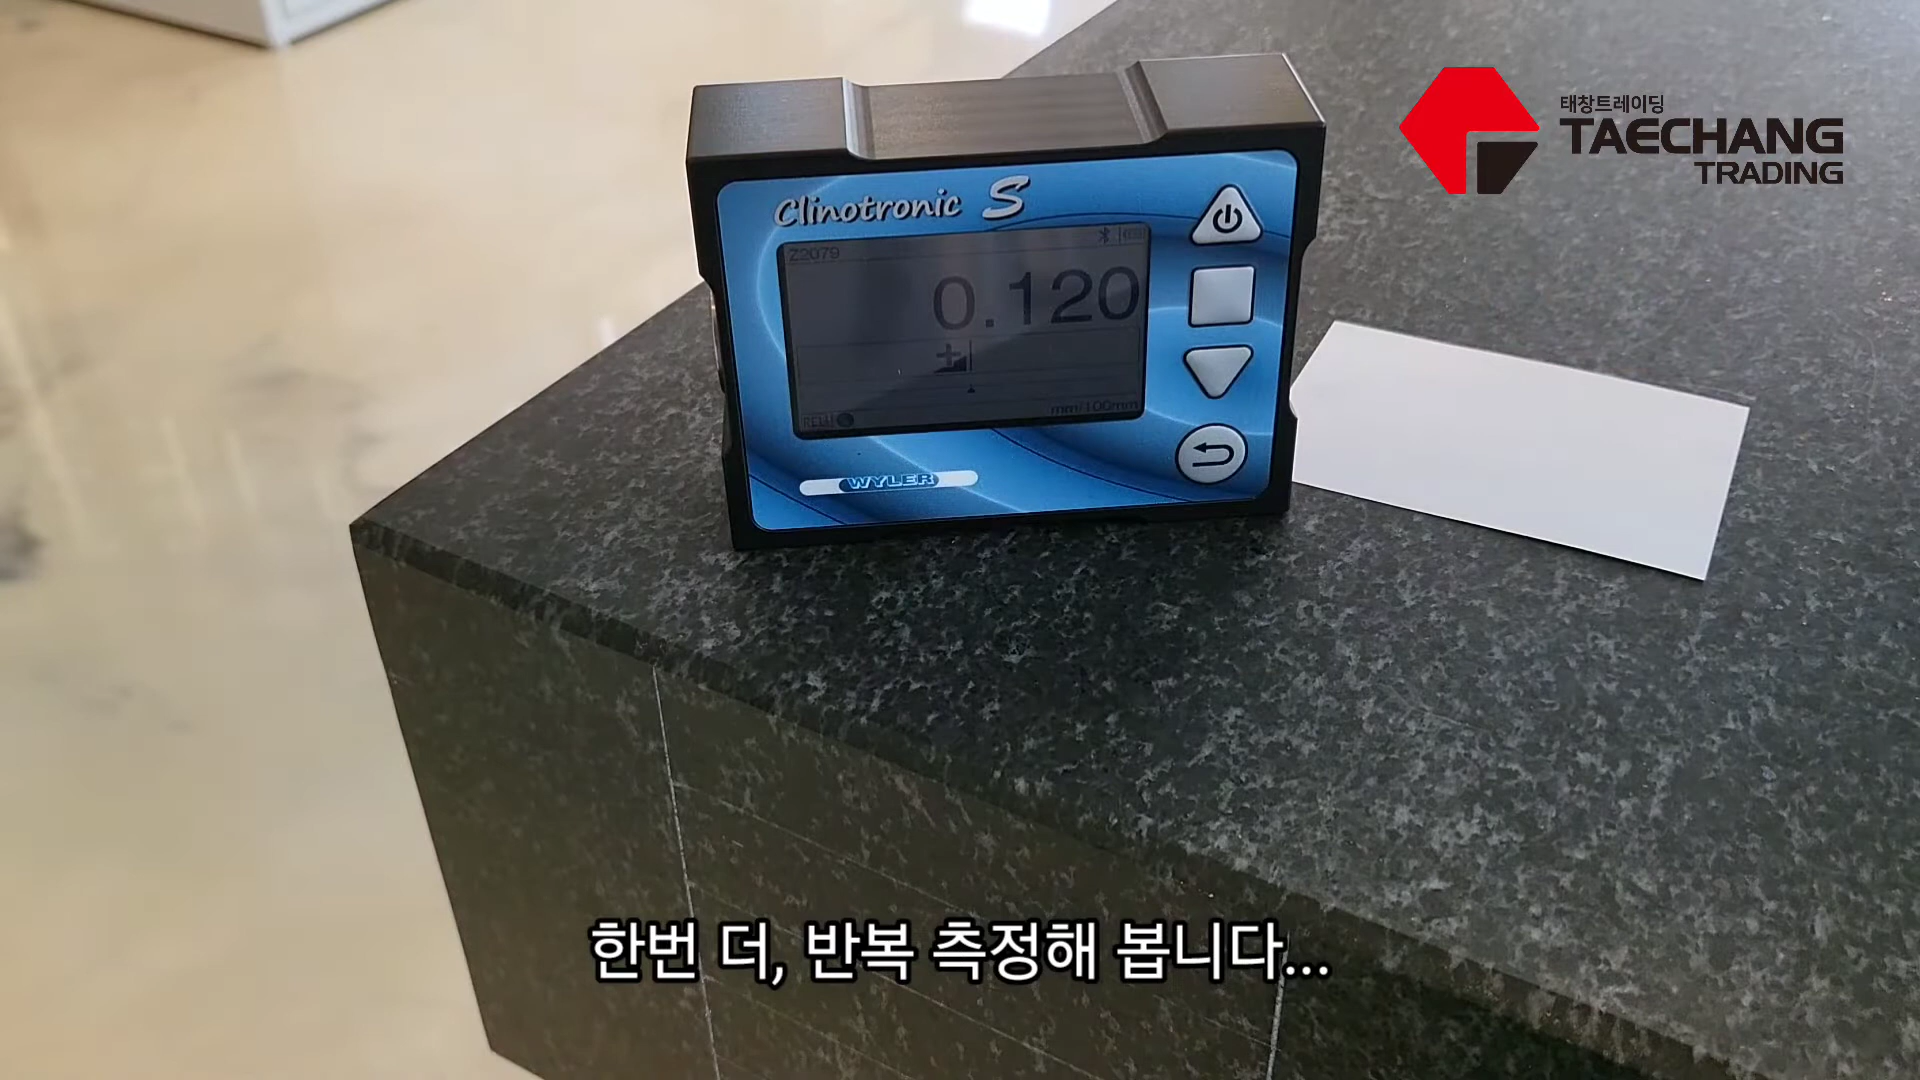 태창트레이딩
TAECHANG
TRADING
Clinotronic S
Z2079
0.120
mm/100mm
WYLER
한번 더, 반복 측정해 봅니다...